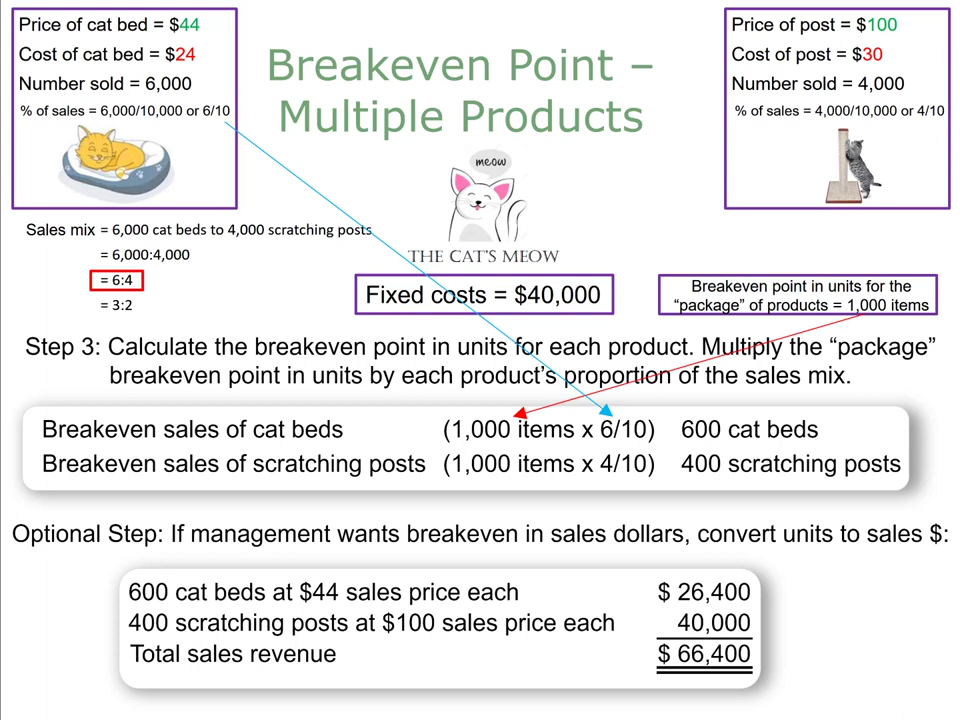 Price of cat bed = $44
Cost of cat bed = $24
Number sold = 6,000
% of sales = 6,000/10,000 or 6/10
Breakeven Point –
Multiple Products
Price of post = $100
Cost of post = $30
Number sold = 4,000
% of sales = 4,000/10,000 or 4/10
meow
THE CAT'S MEOW
Sales mix = 6,000 cat beds to 4,000 scratching posts
= 6,000:4,000
= 6:4
= 3:2
Fixed costs = $40,000
Breakeven point in units for the
“package” of products = 1,000 items
Step 3: Calculate the breakeven point in units for each product. Multiply the “package”
breakeven point in units by each product’s proportion of the sales mix.
Breakeven sales of cat beds (1,000 items x 6/10) 600 cat beds
Breakeven sales of scratching posts (1,000 items x 4/10) 400 scratching posts
Optional Step: If management wants breakeven in sales dollars, convert units to sales $:
600 cat beds at $44 sales price each $ 26,400
400 scratching posts at $100 sales price each 40,000
Total sales revenue $ 66,400